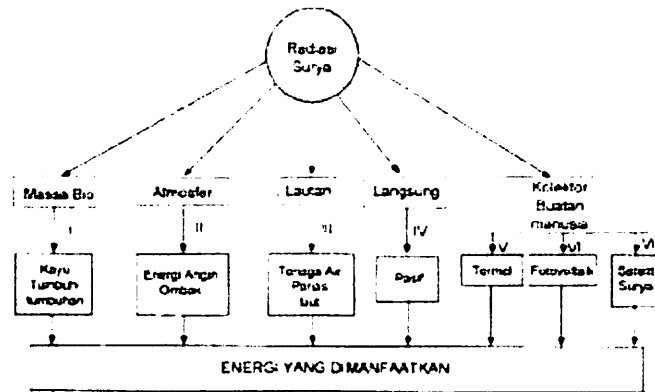 Radiasi
Surya
Massa Bio
Atmosfer
Lautan
Langsung
Kolektor
Buatan
manusia
I
II
III
IV
V
VI
VII
Kayu
Tumbuh
tumbuhan
Energi Angin
Ombak
Tenaga Air
Panas
laut
Pasif
Termal
Fotovoltaik
Satelit
Surya
ENERGI YANG DIMANFAATKAN